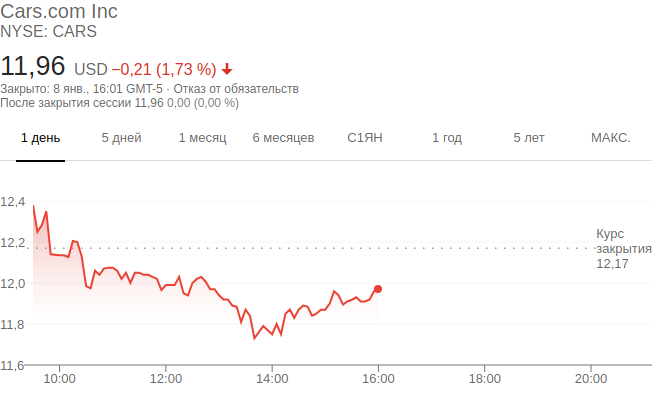 Cars.com Inc
NYSE: CARS
11,96 USD −0,21 (1,73 %)
Закрыто: 8 янв., 16:01 GMT-5 · Отказ от обязательств
После закрытия сессии 11,96 0,00 (0,00 %)
1 день 5 дней 1 месяц 6 месяцев С1ЯН 1 год 5 лет МАКС.
12,4
12,2
12,0
11,8
11,6
Курс
закрытия
12,17
10:00 12:00 14:00 16:00 18:00 20:00